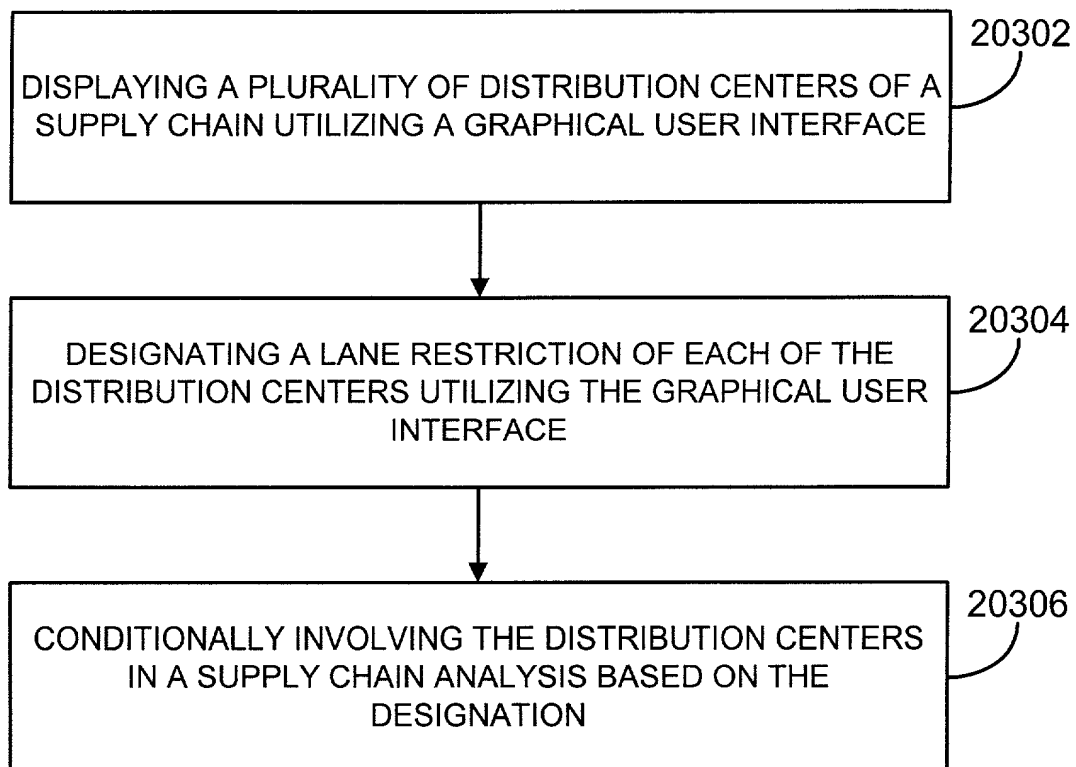 20302
DISPLAYING A PLURALITY OF DISTRIBUTION CENTERS OF A
SUPPLY CHAIN UTILIZING A GRAPHICAL USER INTERFACE
20304
DESIGNATING A LANE RESTRICTION OF EACH OF THE
DISTRIBUTION CENTERS UTILIZING THE GRAPHICAL USER
INTERFACE
20306
CONDITIONALLY INVOLVING THE DISTRIBUTION CENTERS
IN A SUPPLY CHAIN ANALYSIS BASED ON THE
DESIGNATION